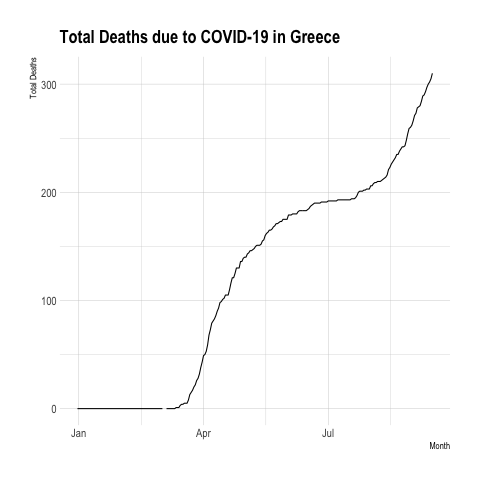 Total Deaths due to COVID-19 in Greece
Total Deaths
300
200
100
0
Jan
Apr
Jul
Month